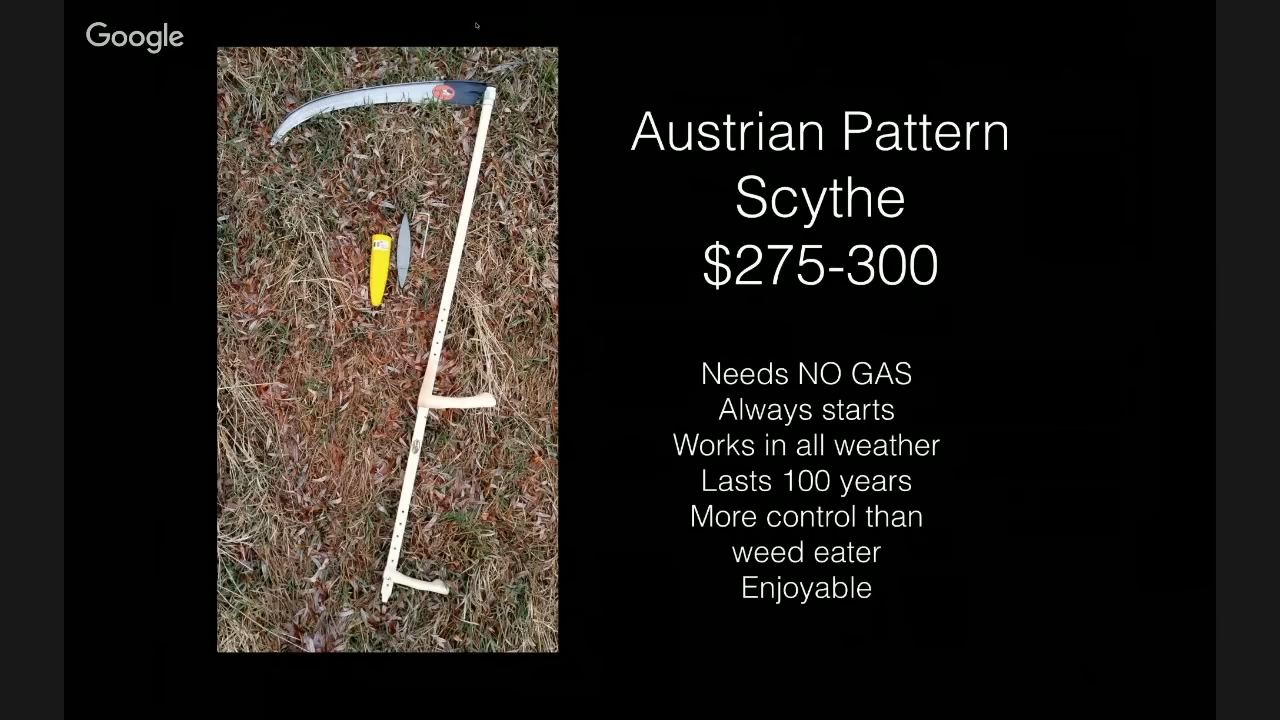 Google
Austrian Pattern
Scythe
$275-300
Needs NO GAS
Always starts
Works in all weather
Lasts 100 years
More control than
weed eater
Enjoyable